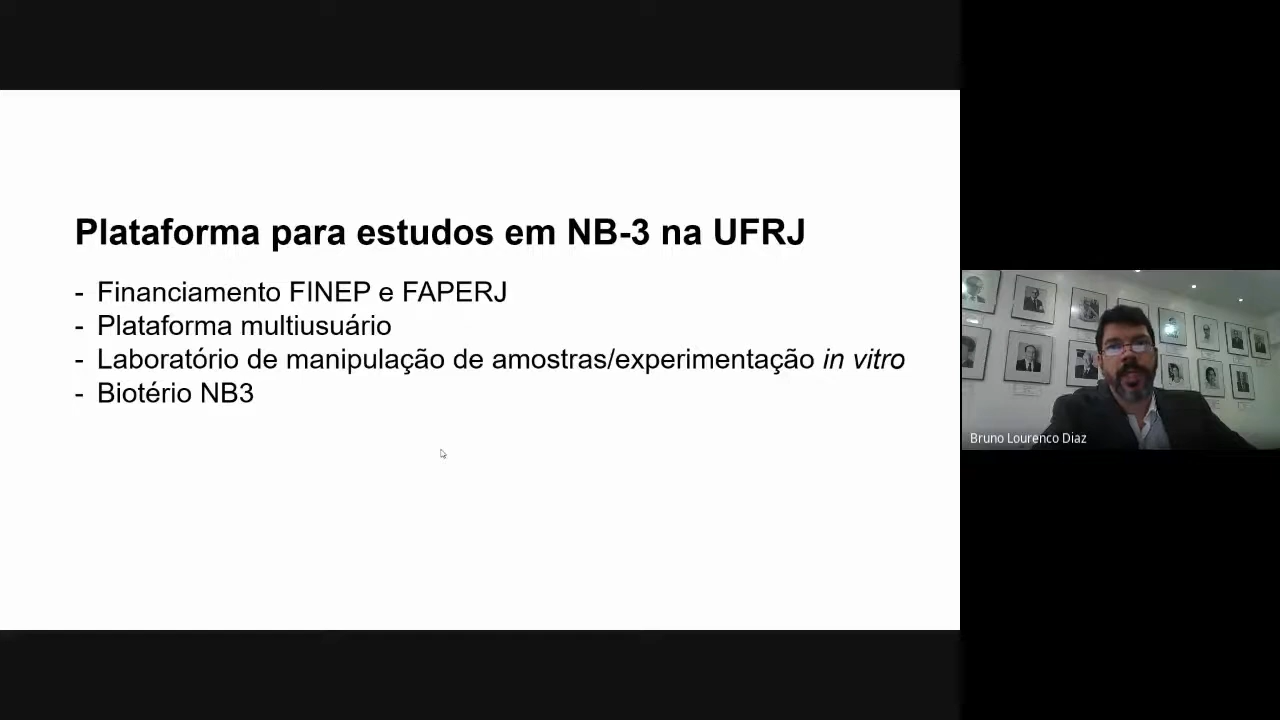 Plataforma para estudos em NB-3 na UFRJ
- Financiamento FINEP e FAPERJ
- Plataforma multiusuário
- Laboratório de manipulação de amostras/experimentação in vitro
- Biotério NB3
Bruno Lourenco Diaz